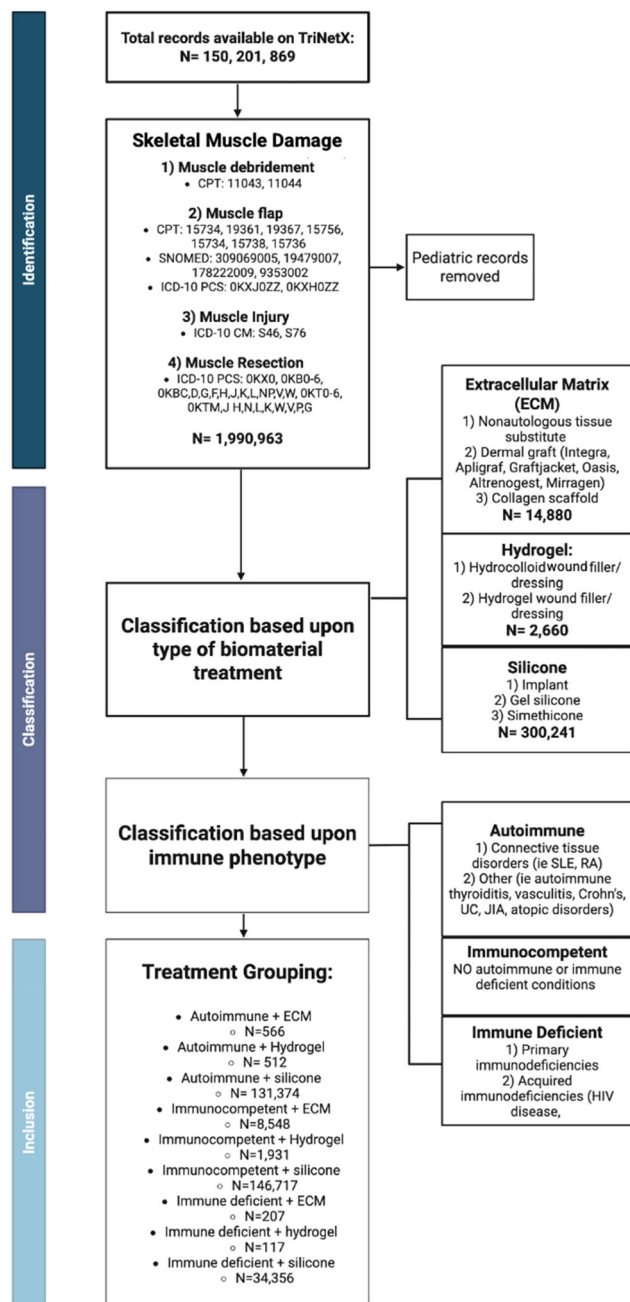 Identification
Total records available on TriNetX:
N= 150, 201, 869
Skeletal Muscle Damage
1) Muscle debridement
• CPT: 11043, 11044
2) Muscle flap
• CPT: 15734, 19361, 19367, 15756,
15734, 15738, 15736
• SNOMED: 309069005, 19479007,
178222009, 9353002
• ICD-10 PCS: 0KXJ0ZZ, 0KXH0ZZ
3) Muscle Injury
• ICD-10 CM: S46, S76
4) Muscle Resection
• ICD-10 PCS: 0KX0, 0KB0-6,
0KBC,D,G,F,H,J,K,L,NP,V,W, 0KT0-6,
0KTM,J H,N,L,K,W,V,P,G
N= 1,990,963
Pediatric records
removed
Classification
Classification based upon
type of biomaterial
treatment
Extracellular Matrix
(ECM)
1) Nonautologous tissue
substitute
2) Dermal graft (Integra,
Apligraf, Graftjacket, Oasis,
Altrenogest, Mirragen)
3) Collagen scaffold
N= 14,880
Hydrogel:
1) Hydrocolloid wound filler/
dressing
2) Hydrogel wound filler/
dressing
N= 2,660
Silicone
1) Implant
2) Gel silicone
3) Simethicone
N= 300,241
Classification based upon
immune phenotype
Autoimmune
1) Connective tissue
disorders (ie SLE, RA)
2) Other (ie autoimmune
thyroiditis, vasculitis, Crohn's,
UC, JIA, atopic disorders)
Immunocompetent
NO autoimmune or immune
deficient conditions
Immune Deficient
1) Primary
immunodeficiencies
2) Acquired
immunodeficiencies (HIV
disease,
Inclusion
Treatment Grouping:
• Autoimmune + ECM
○ N=566
• Autoimmune + Hydrogel
○ N= 512
• Autoimmune + silicone
○ N= 131,374
• Immunocompetent + ECM
○ N=8,548
• Immunocompetent + Hydrogel
○ N=1,931
• Immunocompetent + silicone
○ N=146,717
• Immune deficient + ECM
○ N=207
• Immune deficient + hydrogel
○ N=117
• Immune deficient + silicone
○ N=34,356